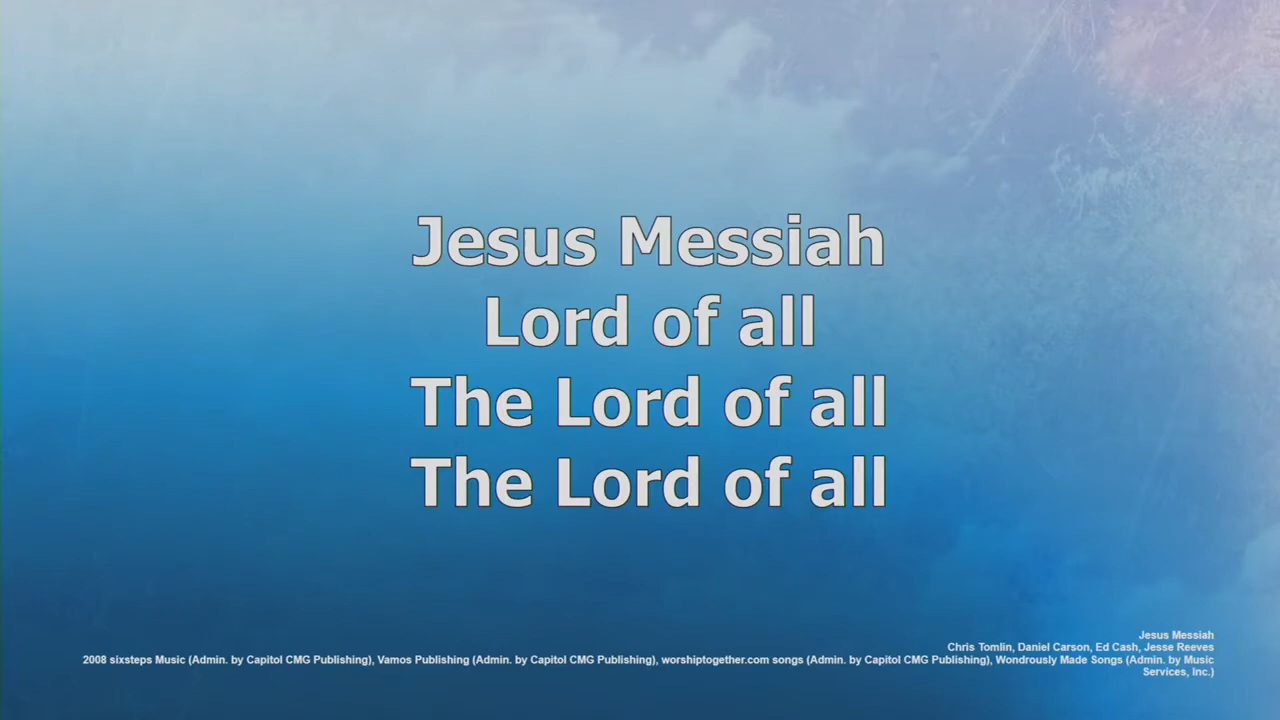 Jesus Messiah
Lord of all
The Lord of all
The Lord of all
Jesus Messiah
Chris Tomlin, Daniel Carson, Ed Cash, Jesse Reeves
2008 sixsteps Music (Admin. by Capitol CMG Publishing), Vamos Publishing (Admin. by Capitol CMG Publishing), worshiptogether.com songs (Admin. by Capitol CMG Publishing), Wondrously Made Songs (Admin. by Music
Services, Inc.)